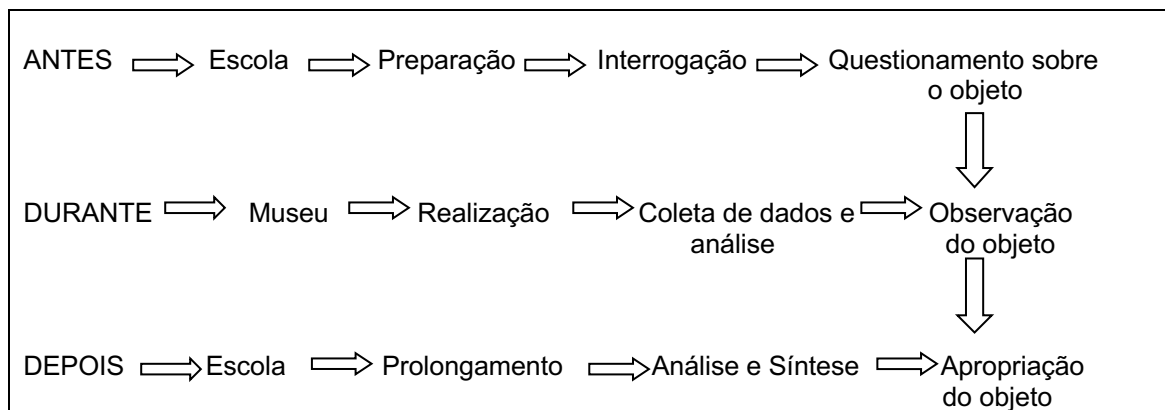 ANTES Escola Preparação Interrogação Questionamento sobre
o objeto
DURANTE Museu Realização Coleta de dados e Observação
análise do objeto
DEPOIS Escola Prolongamento Análise e Síntese Apropriação
do objeto